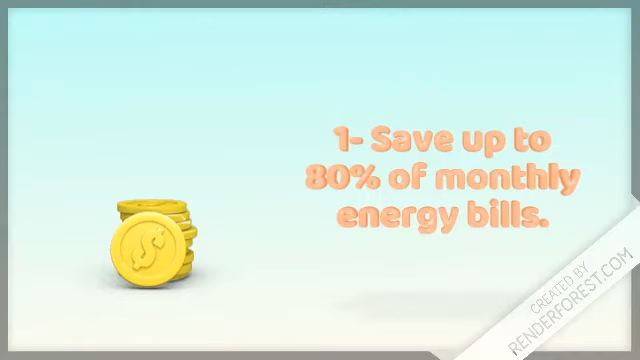 1- Save up to
80% of monthly
energy bills.
CREATED BY
RENDERFOREST.COM